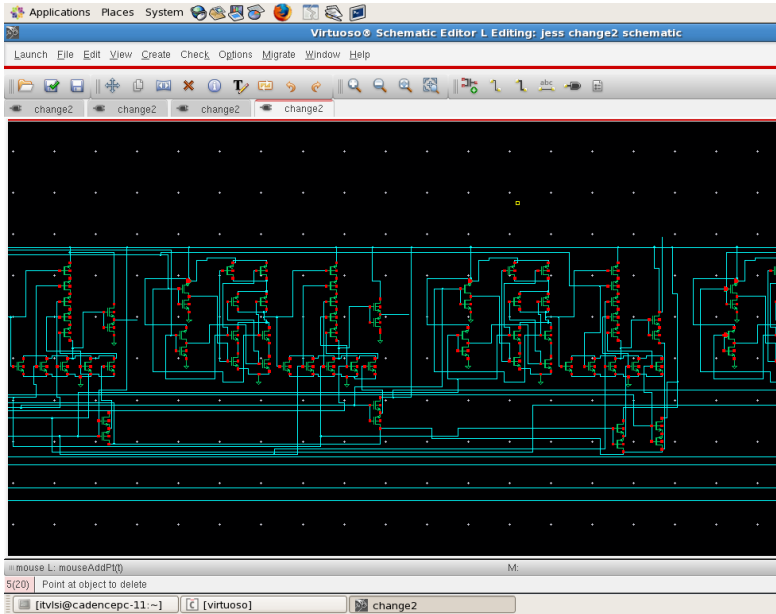 Applications Places System
Virtuoso® Schematic Editor L Editing: jess change2 schematic
Launch File Edit View Create Check Options Migrate Window Help
abc
change2 change2 change2 change2
mouse L: mouseAddPt(t) M:
5(20) Point at object to delete
[itvlsi@cadencepc-11:~] [virtuoso] change2